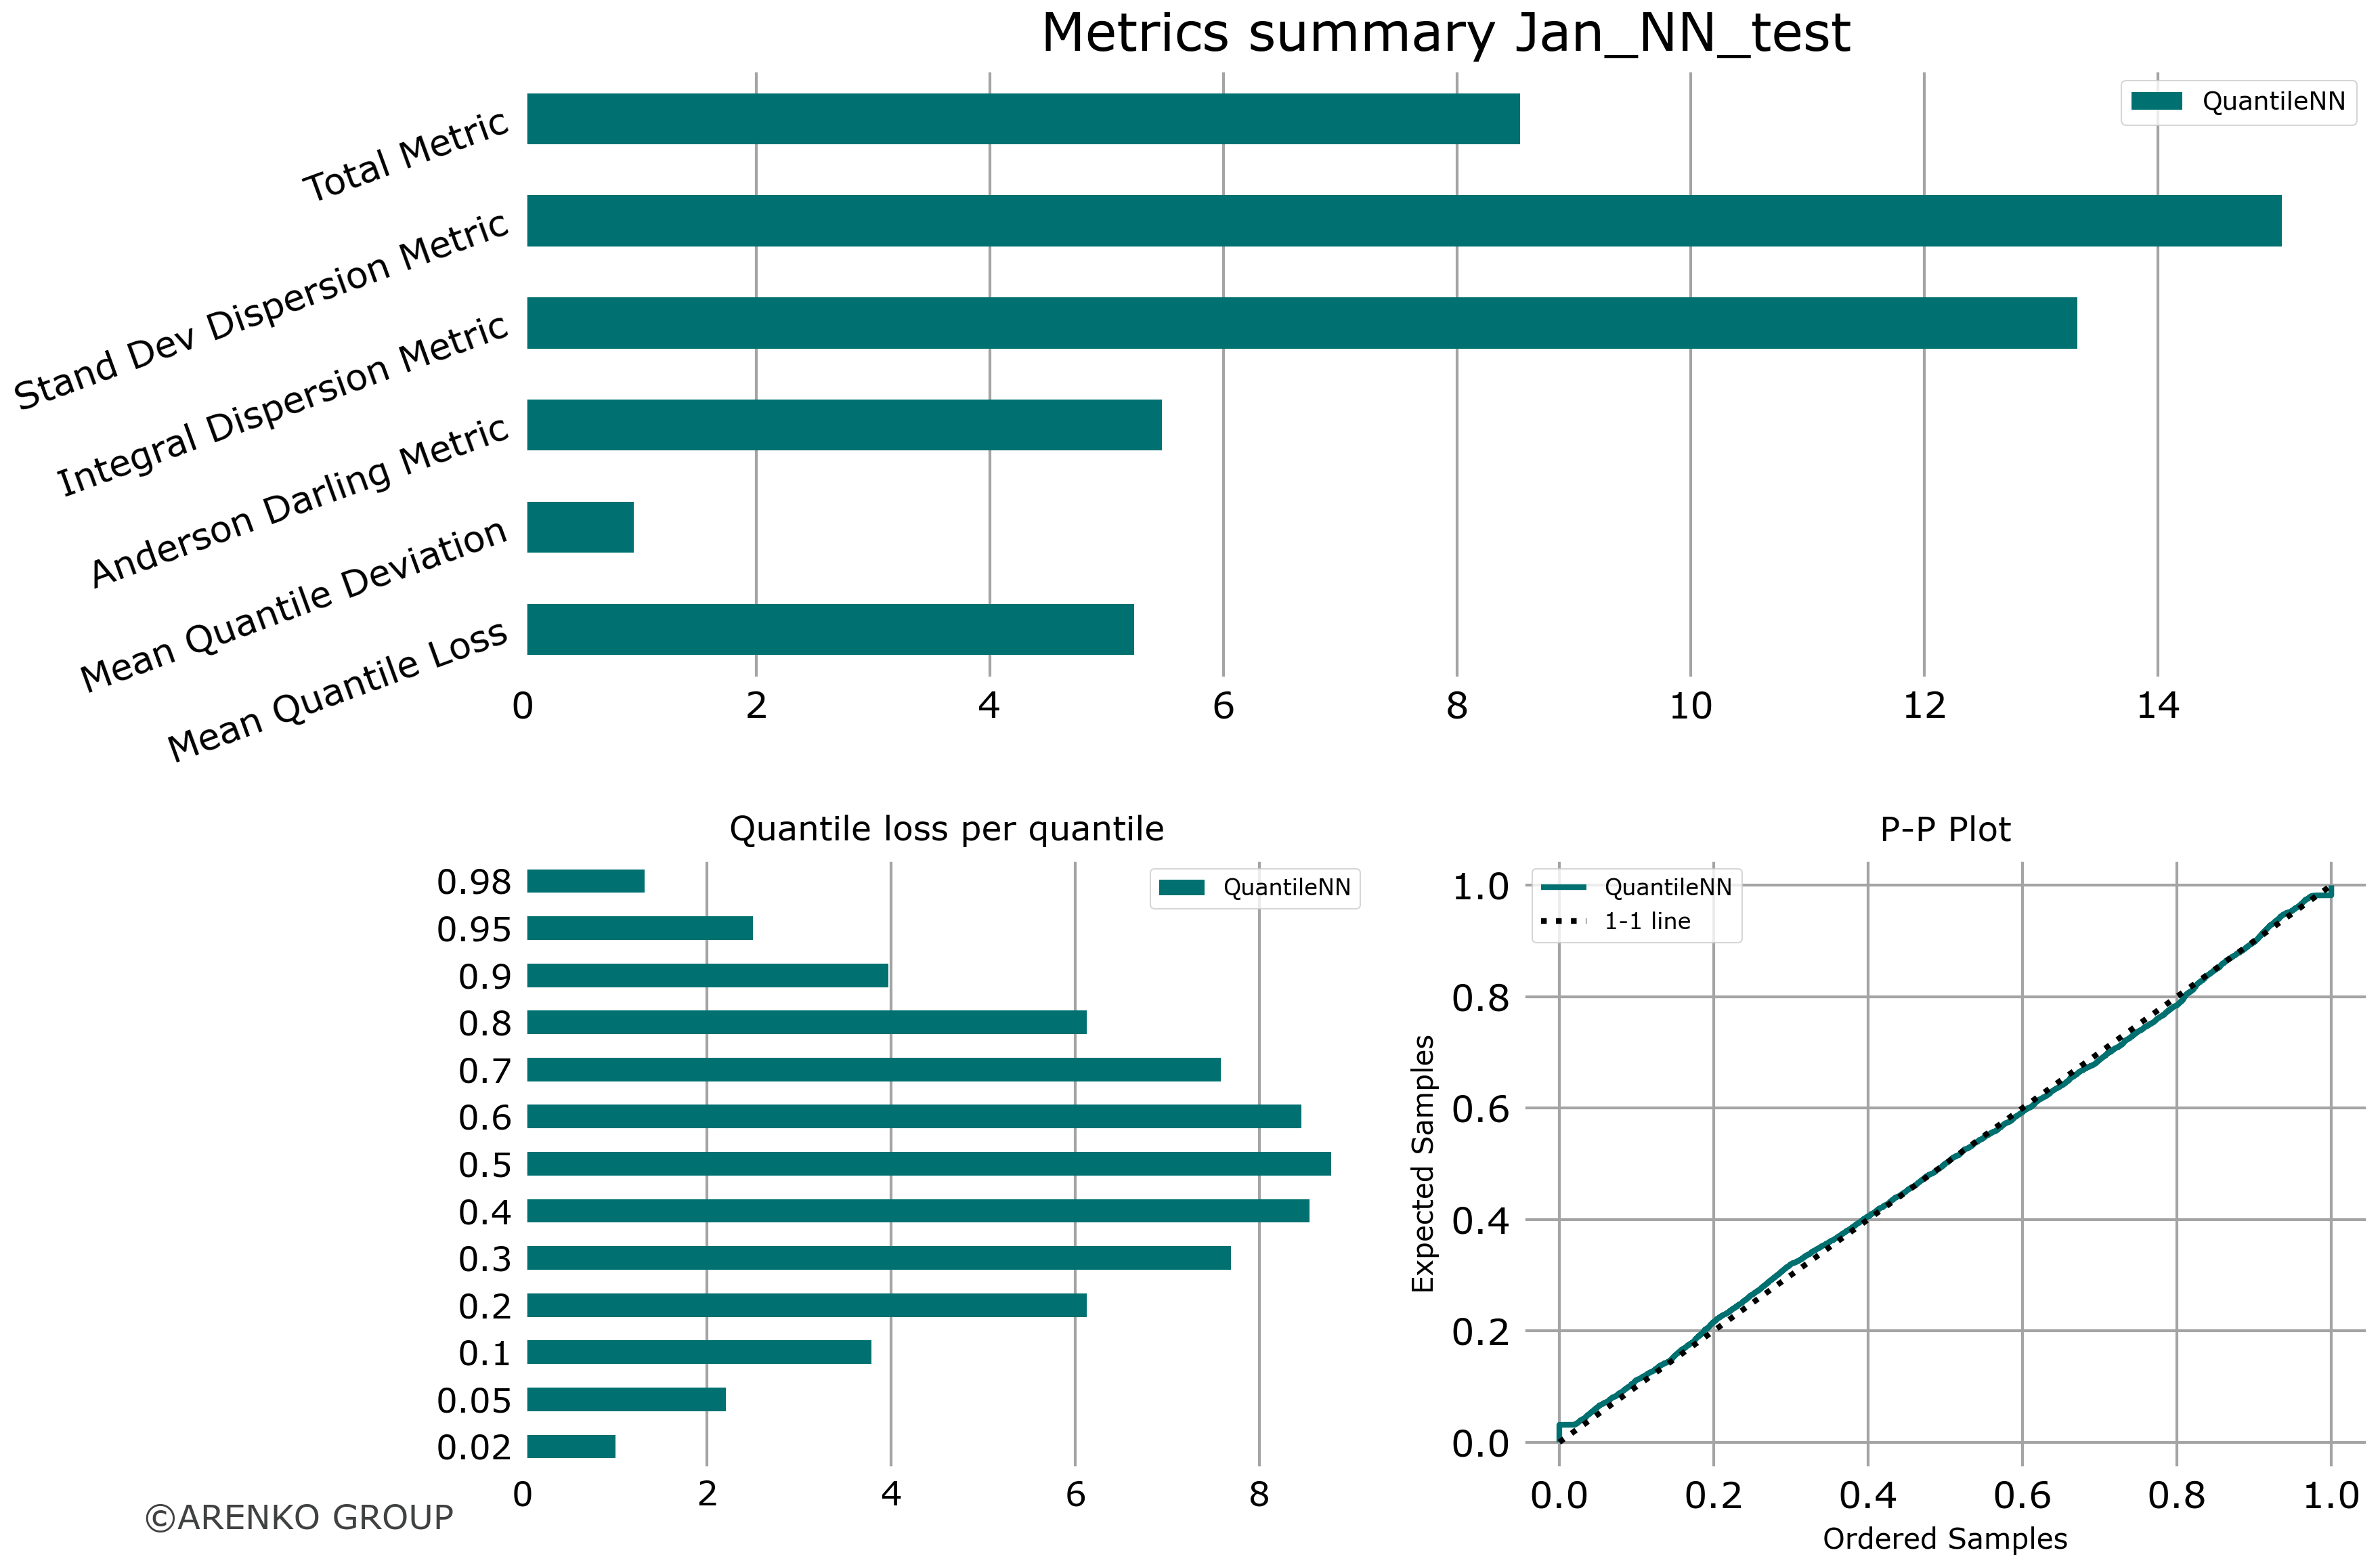 Metrics summary Jan_NN_test
QuantileNN
Total Metric
Stand Dev Dispersion Metric
Integral Dispersion Metric
Anderson Darling Metric
Mean Quantile Deviation
Mean Quantile Loss
0 2 4 6 8 10 12 14
Quantile loss per quantile
QuantileNN
0.98
0.95
0.9
0.8
0.7
0.6
0.5
0.4
0.3
0.2
0.1
0.05
0.02
0 2 4 6 8
P-P Plot
QuantileNN
1-1 line
Expected Samples
1.0
0.8
0.6
0.4
0.2
0.0
0.0 0.2 0.4 0.6 0.8 1.0
Ordered Samples
©ARENKO GROUP